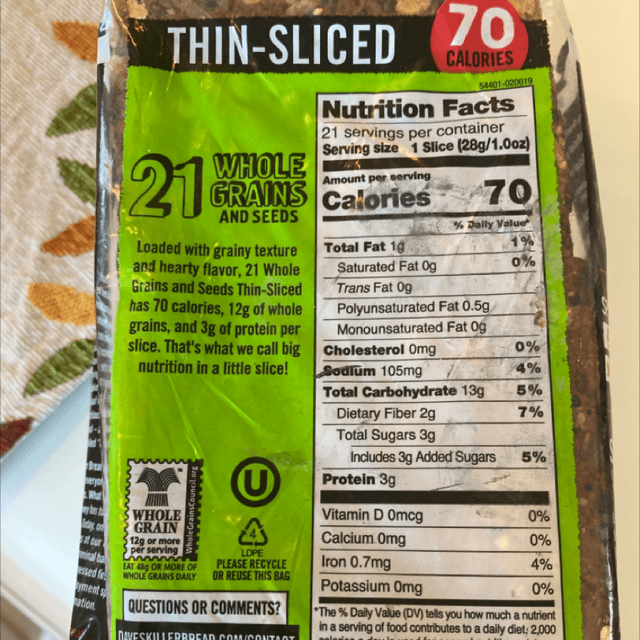 THIN-SLICED
70
CALORIES
54401-020619
21
WHOLE
GRAINS
AND SEEDS
Loaded with grainy texture
and hearty flavor, 21 Whole
Grains and Seeds Thin-Sliced
has 70 calories, 12g of whole
grains, and 3g of protein per
slice. That's what we call big
nutrition in a little slice!
WHOLE
GRAIN
12g or more
per serving
WholeGrainsCouncil.org
EAT 48g OR MORE OF
WHOLE GRAINS DAILY
U
4
LDPE
PLEASE RECYCLE
OR REUSE THIS BAG
QUESTIONS OR COMMENTS?
DAVESKILLERBREAD.COM/CONTACT
Nutrition Facts
21 servings per container
Serving size 1 Slice (28g/1.0oz)
Amount per serving
Calories 70
% Daily Value*
Total Fat 1g 1%
Saturated Fat 0g 0%
Trans Fat 0g
Polyunsaturated Fat 0.5g
Monounsaturated Fat 0g
Cholesterol 0mg 0%
Sodium 105mg 4%
Total Carbohydrate 13g 5%
Dietary Fiber 2g 7%
Total Sugars 3g
Includes 3g Added Sugars 5%
Protein 3g
Vitamin D 0mcg 0%
Calcium 0mg 0%
Iron 0.7mg 4%
Potassium 0mg 0%
*The % Daily Value (DV) tells you how much a nutrient
in a serving of food contributes to a daily diet. 2,000